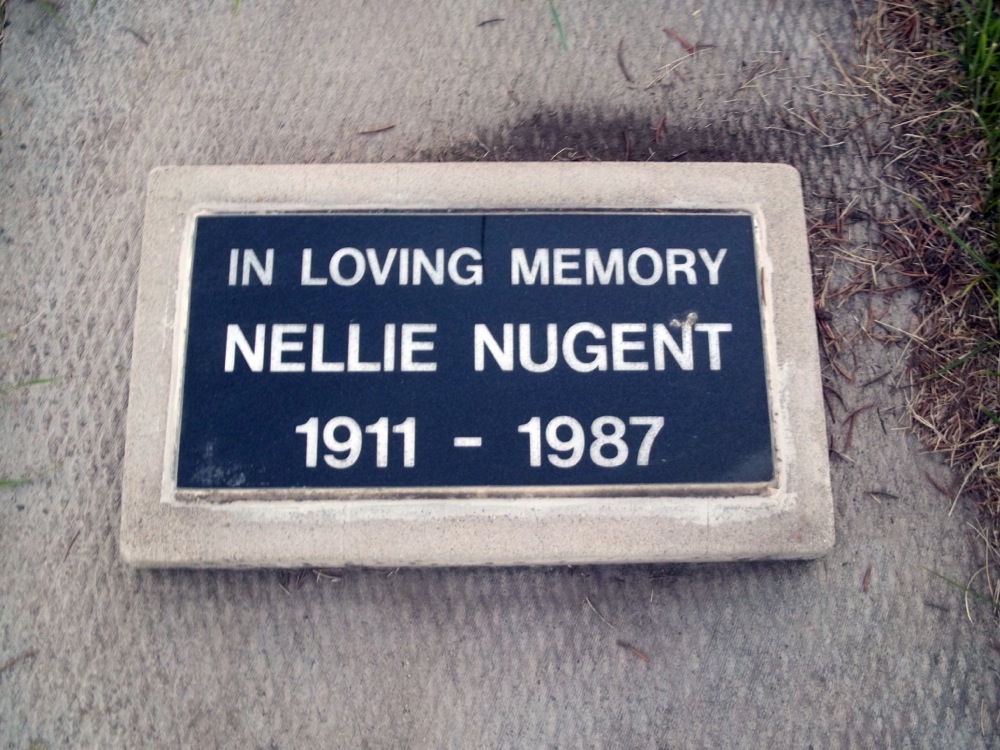 IN LOVING MEMORY
NELLIE NUGENT
1911 - 1987